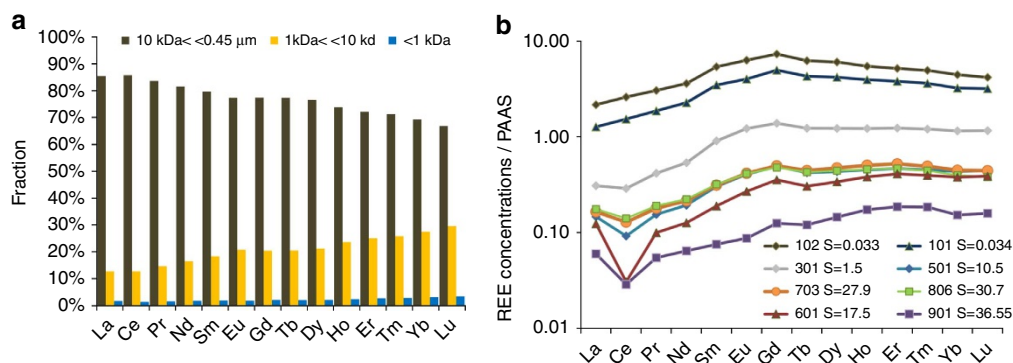 a
10 kDa< <0.45 μm 1kDa< <10 kd <1 kDa
100%
90%
80%
70%
60%
50%
40%
30%
20%
10%
0%
Fraction
La Ce Pr Nd Sm Eu Gd Tb Dy Ho Er Tm Yb Lu
b
10.00
1.00
0.10
0.01
REE concentrations / PAAS
102 S=0.033 101 S=0.034
301 S=1.5 501 S=10.5
703 S=27.9 806 S=30.7
601 S=17.5 901 S=36.55
La Ce Pr Nd Sm Eu Gd Tb Dy Ho Er Tm Yb Lu